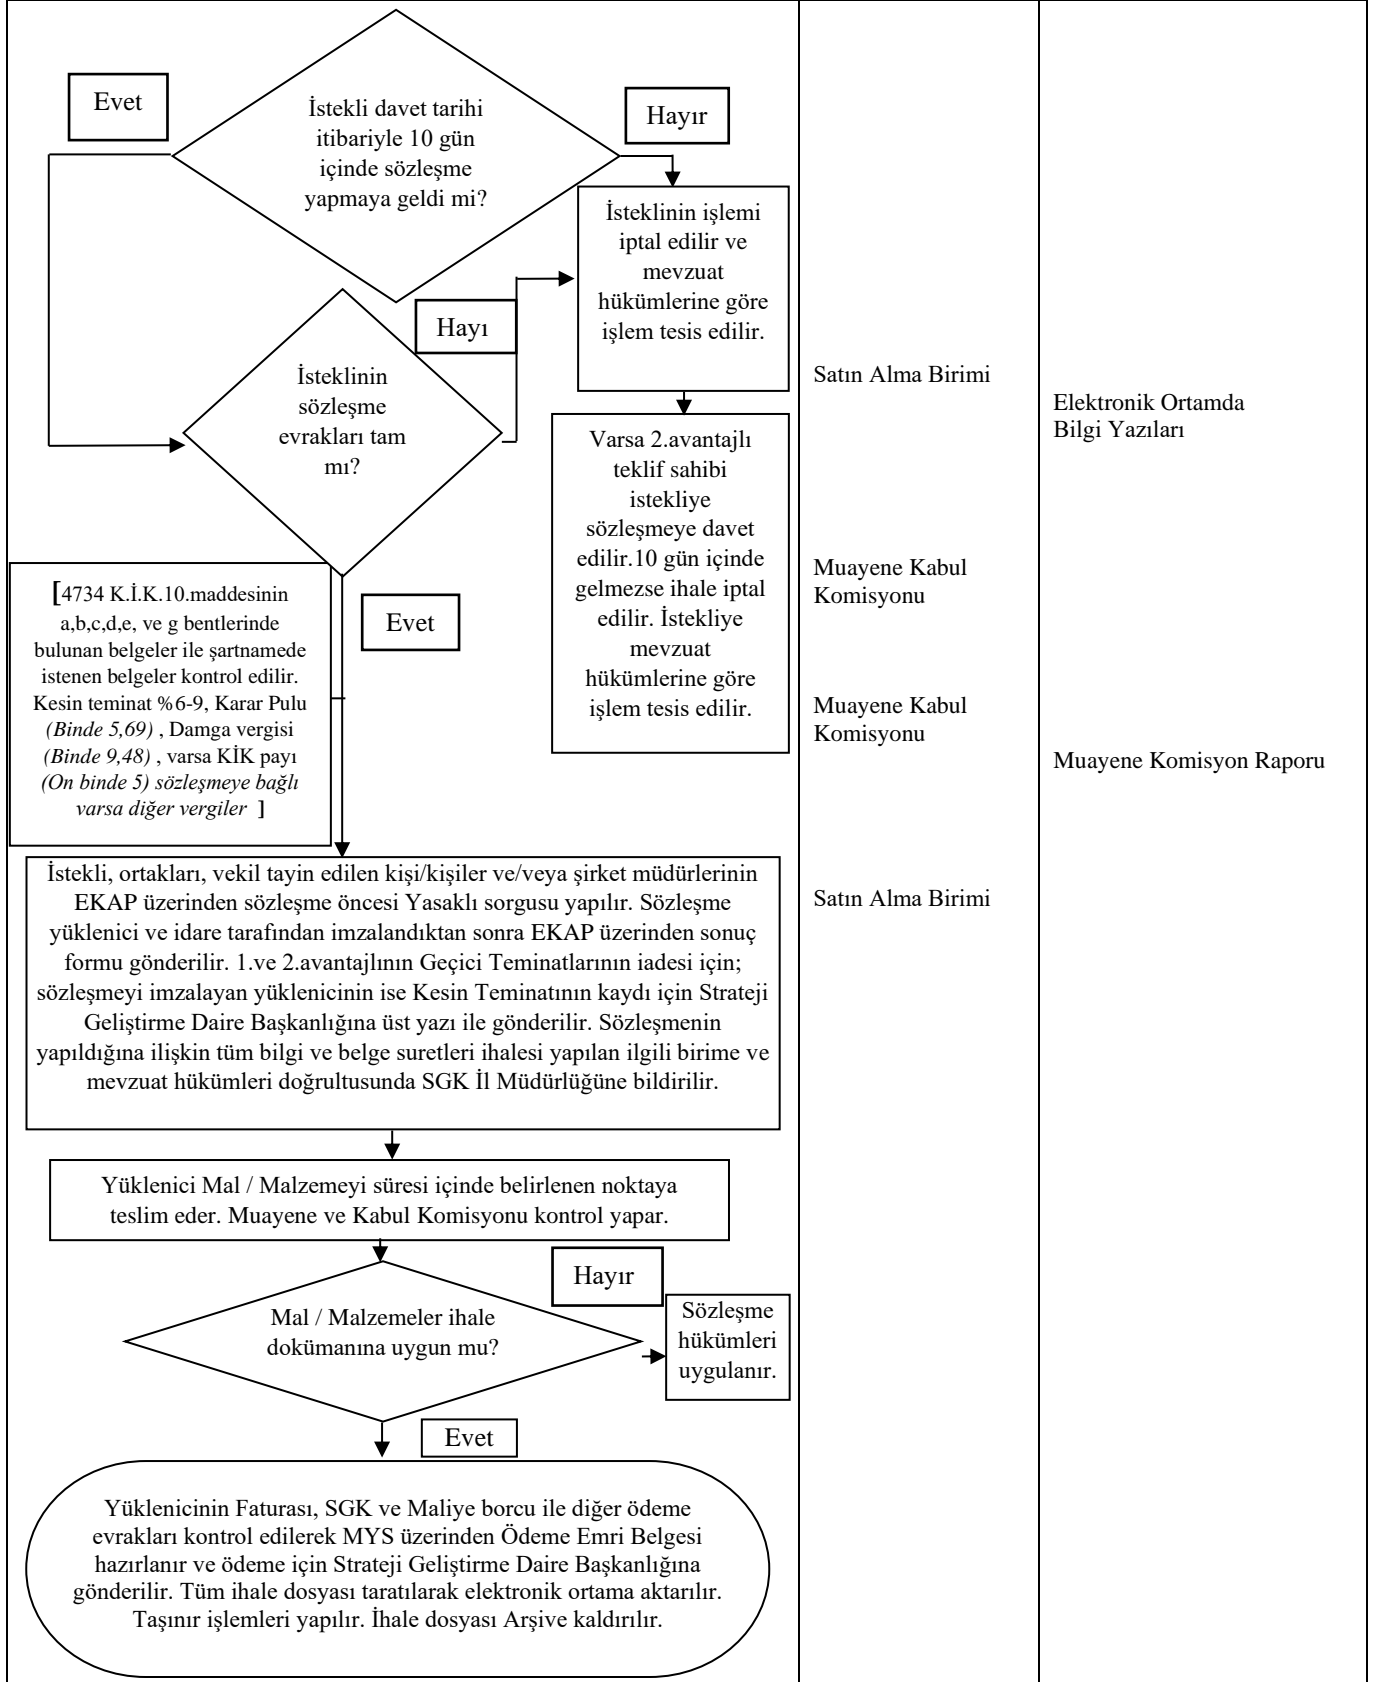 Evet
İstekli davet tarihi
itibariyle 10 gün
içinde sözleşme
yapmaya geldi mi?
Hayır
İsteklinin işlemi
iptal edilir ve
mevzuat
hükümlerine göre
işlem tesis edilir.
Hayı
İsteklinin
sözleşme
evrakları tam
mı?
Varsa 2.avantajlı
teklif sahibi
istekliye
sözleşmeye davet
edilir.10 gün içinde
gelmezse ihale iptal
edilir. İstekliye
mevzuat
hükümlerine göre
işlem tesis edilir.
[4734 K.İ.K.10.maddesinin
a,b,c,d,e, ve g bentlerinde
bulunan belgeler ile şartnamede
istenen belgeler kontrol edilir.
Kesin teminat %6-9, Karar Pulu
(Binde 5,69) , Damga vergisi
(Binde 9,48) , varsa KİK payı
(On binde 5) sözleşmeye bağlı
varsa diğer vergiler ]
Evet
İstekli, ortakları, vekil tayin edilen kişi/kişiler ve/veya şirket müdürlerinin
EKAP üzerinden sözleşme öncesi Yasaklı sorgusu yapılır. Sözleşme
yüklenici ve idare tarafından imzalandıktan sonra EKAP üzerinden sonuç
formu gönderilir. 1.ve 2.avantajlının Geçici Teminatlarının iadesi için;
sözleşmeyi imzalayan yüklenicinin ise Kesin Teminatının kaydı için Strateji
Geliştirme Daire Başkanlığına üst yazı ile gönderilir. Sözleşmenin
yapıldığına ilişkin tüm bilgi ve belge suretleri ihalesi yapılan ilgili birime ve
mevzuat hükümleri doğrultusunda SGK İl Müdürlüğüne bildirilir.
Yüklenici Mal / Malzemeyi süresi içinde belirlenen noktaya
teslim eder. Muayene ve Kabul Komisyonu kontrol yapar.
Hayır
Mal / Malzemeler ihale
dokümanına uygun mu?
Sözleşme
hükümleri
uygulanır.
Evet
Yüklenicinin Faturası, SGK ve Maliye borcu ile diğer ödeme
evrakları kontrol edilerek MYS üzerinden Ödeme Emri Belgesi
hazırlanır ve ödeme için Strateji Geliştirme Daire Başkanlığına
gönderilir. Tüm ihale dosyası taratılarak elektronik ortama aktarılır.
Taşınır işlemleri yapılır. İhale dosyası Arşive kaldırılır.
Satın Alma Birimi
Muayene Kabul
Komisyonu
Muayene Kabul
Komisyonu
Satın Alma Birimi
Elektronik Ortamda
Bilgi Yazıları
Muayene Komisyon Raporu